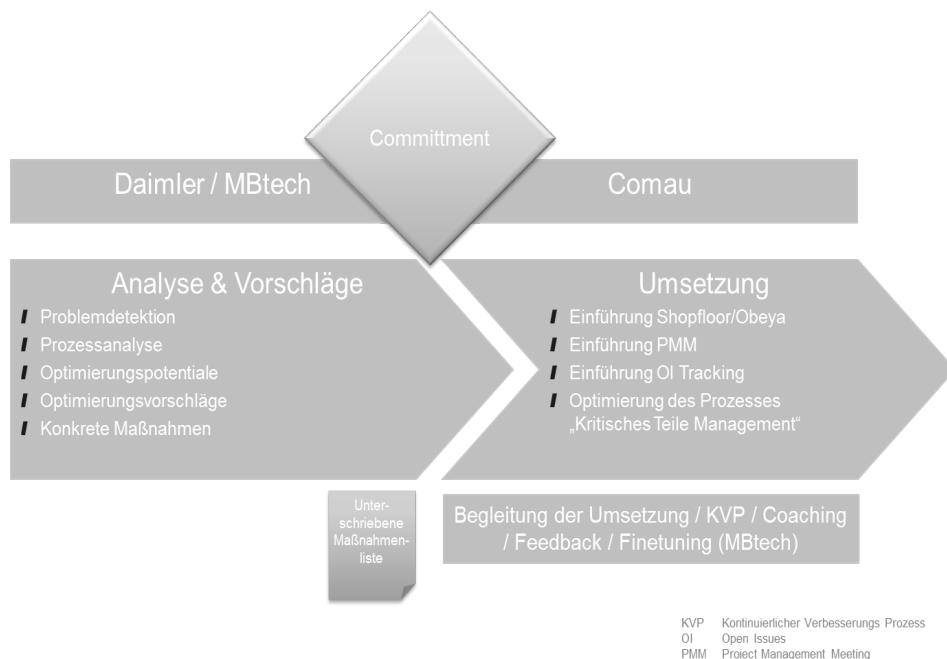 Committment
Daimler / MBtech
Comau
Analyse & Vorschläge
Problemdetektion
Prozessanalyse
Optimierungspotentiale
Optimierungsvorschläge
Konkrete Maßnahmen
Umsetzung
Einführung Shopfloor/Obeya
Einführung PMM
Einführung OI Tracking
Optimierung des Prozesses
„Kritisches Teile Management“
Unter-
schriebene
Maßnahmen-
liste
Begleitung der Umsetzung / KVP / Coaching
/ Feedback / Finetuning (MBtech)
KVP Kontinuierlicher Verbesserungs Prozess
OI Open Issues
PMM Project Management Meeting